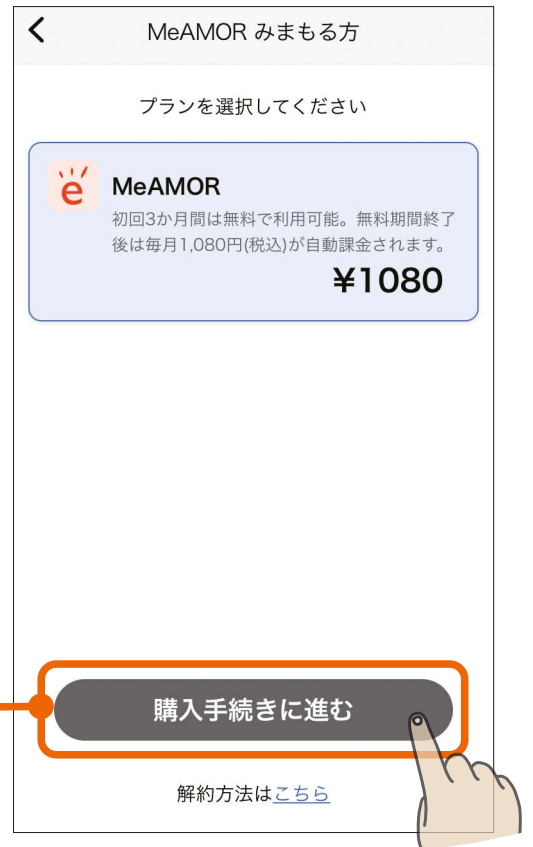 MeAMOR みまもる方
プランを選択してください
MeAMOR
初回3か月間は無料で利用可能。無料期間終了
後は毎月1,080円(税込)が自動課金されます。
¥1080
購入手続きに進む
解約方法はこちら